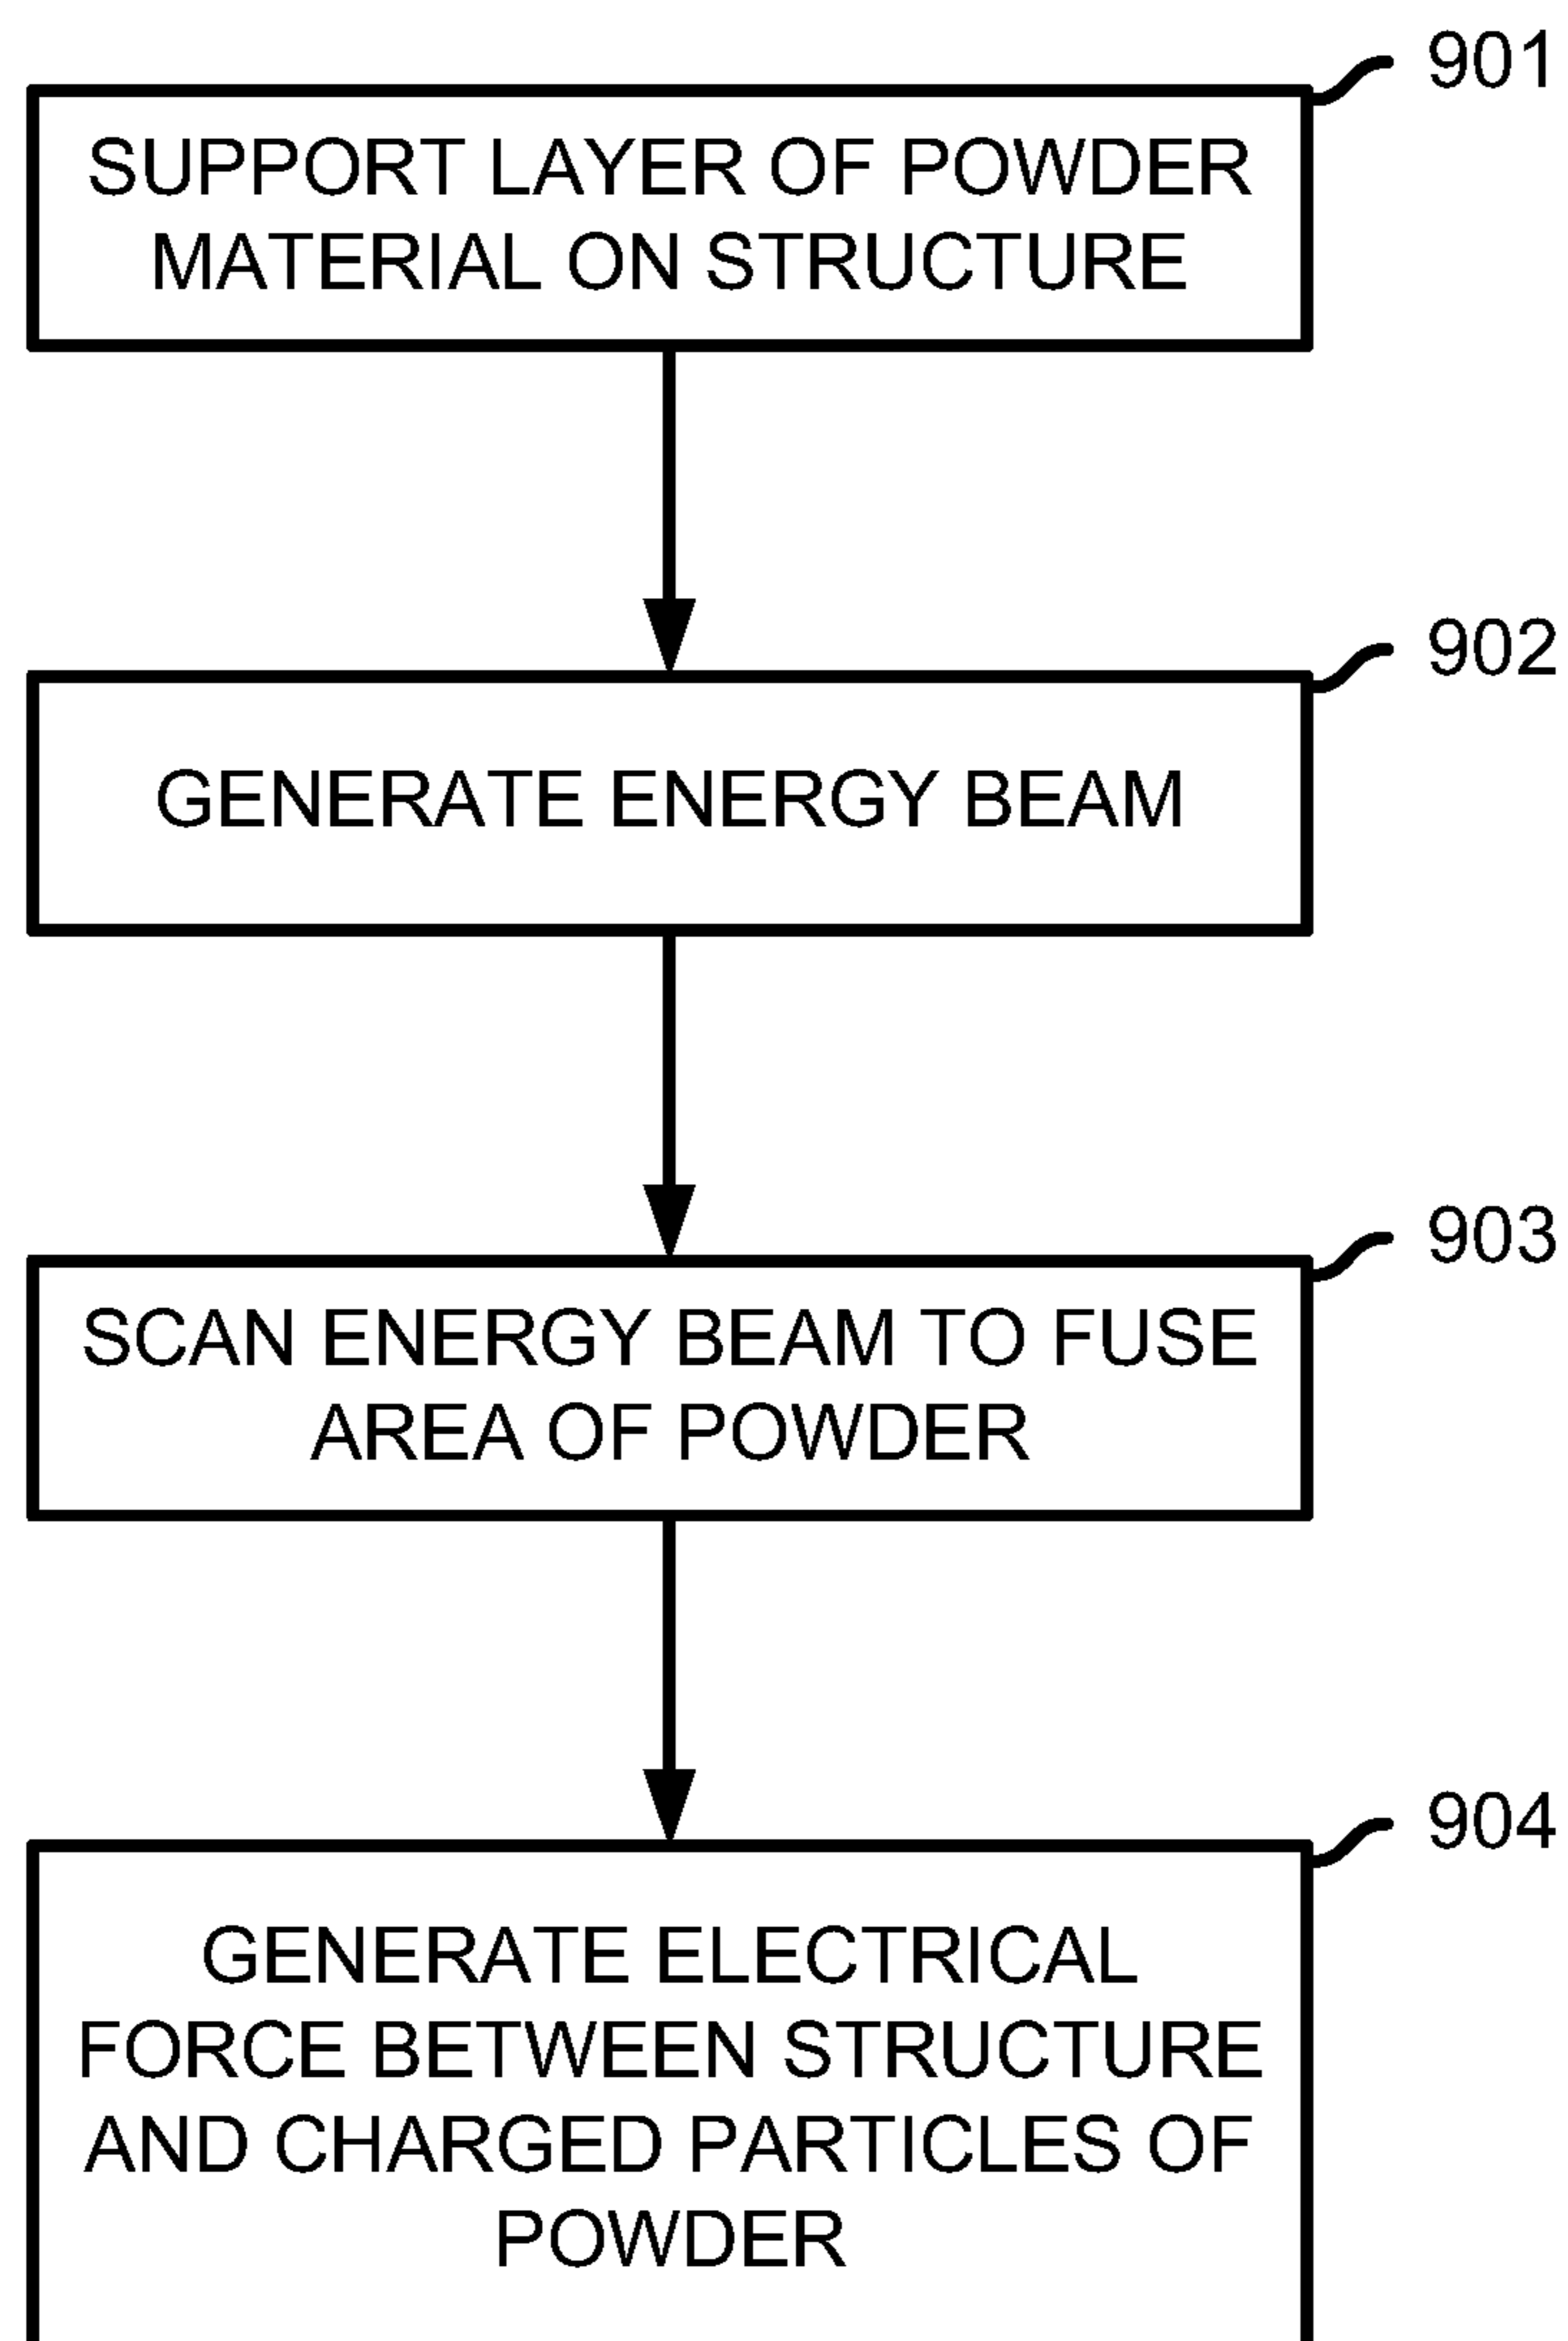 901
SUPPORT LAYER OF POWDER
MATERIAL ON STRUCTURE
902
GENERATE ENERGY BEAM
903
SCAN ENERGY BEAM TO FUSE
AREA OF POWDER
904
GENERATE ELECTRICAL
FORCE BETWEEN STRUCTURE
AND CHARGED PARTICLES OF
POWDER